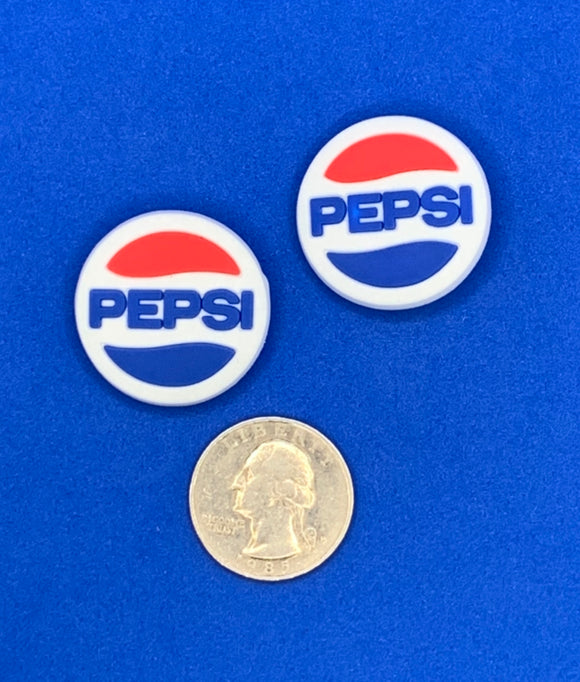 PEPSI
PEPSI
LIBERTY
IN GOD WE
TRUST
1985